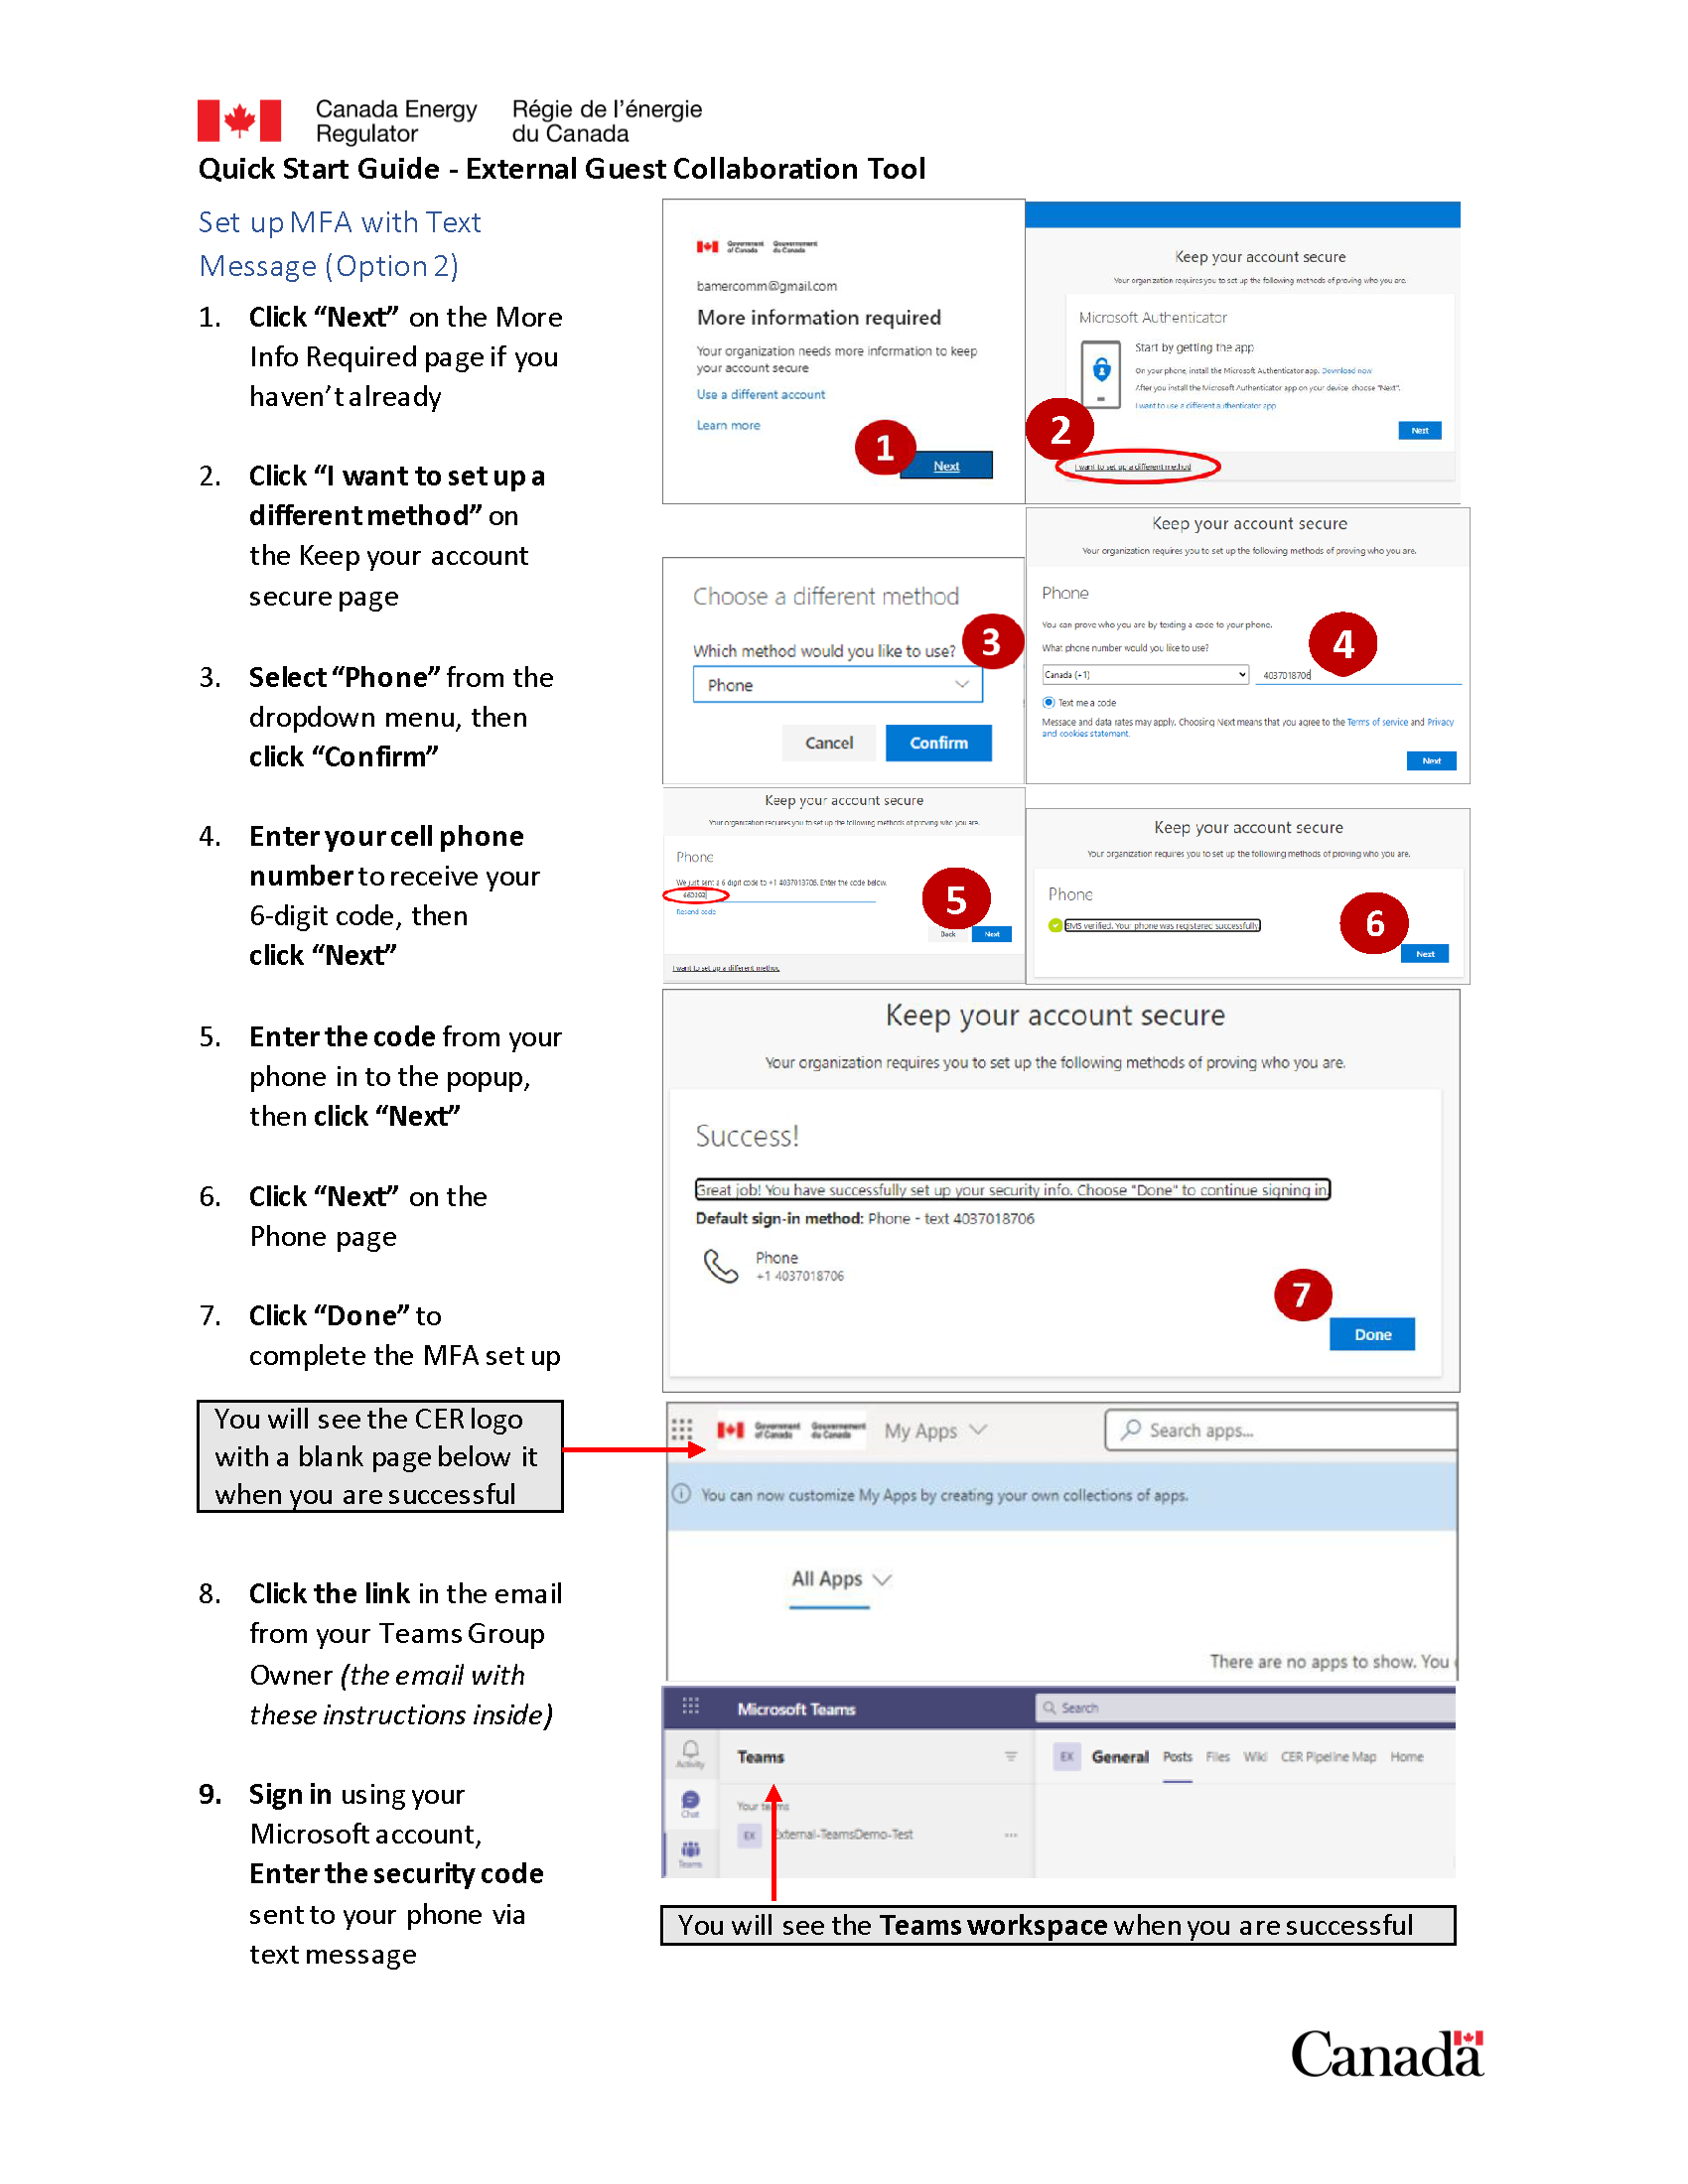 Canada Energy Regulator
Régie de l'énergie du Canada
Quick Start Guide - External Guest Collaboration Tool
Set up MFA with Text
Message (Option 2)
1. Click “Next” on the More
Info Required page if you
haven’t already
2. Click “I want to set up a
different method” on
the Keep your account
secure page
3. Select “Phone” from the
dropdown menu, then
click “Confirm”
4. Enter your cell phone
number to receive your
6-digit code, then
click “Next”
5. Enter the code from your
phone in to the popup,
then click “Next”
6. Click “Next” on the
Phone page
7. Click “Done” to
complete the MFA set up
You will see the CER logo
with a blank page below it
when you are successful
8. Click the link in the email
from your Teams Group
Owner (the email with
these instructions inside)
9. Sign in using your
Microsoft account,
Enter the security code
sent to your phone via
text message
Government of Canada
Gouvernement du Canada
bamercomm@gmail.com
More information required
Your organization needs more information to keep
your account secure
Use a different account
Learn more
1
Next
Keep your account secure
Your organization requires you to set up the following methods of proving who you are.
Microsoft Authenticator
Start by getting the app
On your phone, install the Microsoft Authenticator app. Download now
After you install the Microsoft Authenticator app on your device, choose "Next".
I want to use a different authenticator app
Next
2
I want to set up a different method
Choose a different method
Which method would you like to use?
3
Phone
Cancel
Confirm
Keep your account secure
Your organization requires you to set up the following methods of proving who you are.
Phone
You can prove who you are by texting a code to your phone.
What phone number would you like to use?
4
Canada (+1)
4037018706
Text me a code
Message and data rates may apply. Choosing Next means that you agree to the Terms of service and Privacy
and cookies statement.
Next
Keep your account secure
Your organization requires you to set up the following methods of proving who you are.
Phone
We just sent a 6 digit code to +1 4037018706. Enter the code below.
5
Resend code
Back
Next
I want to set up a different method
Keep your account secure
Your organization requires you to set up the following methods of proving who you are.
Phone
SMS verified. Your phone was registered successfully
6
Next
Keep your account secure
Your organization requires you to set up the following methods of proving who you are.
Success!
Great job! You have successfully set up your security info. Choose "Done" to continue signing in.
Default sign-in method: Phone - text 4037018706
Phone
+1 4037018706
7
Done
Government of Canada
Gouvernement du Canada
My Apps
Search apps...
You can now customize My Apps by creating your own collections of apps.
All Apps
There are no apps to show. You
Microsoft Teams
Search
Activity
Chat
Teams
Teams
Your teams
EX External-TeamsDemo-Test ...
EX General Posts Files Wiki CER Pipeline Map Home
You will see the Teams workspace when you are successful
Canada